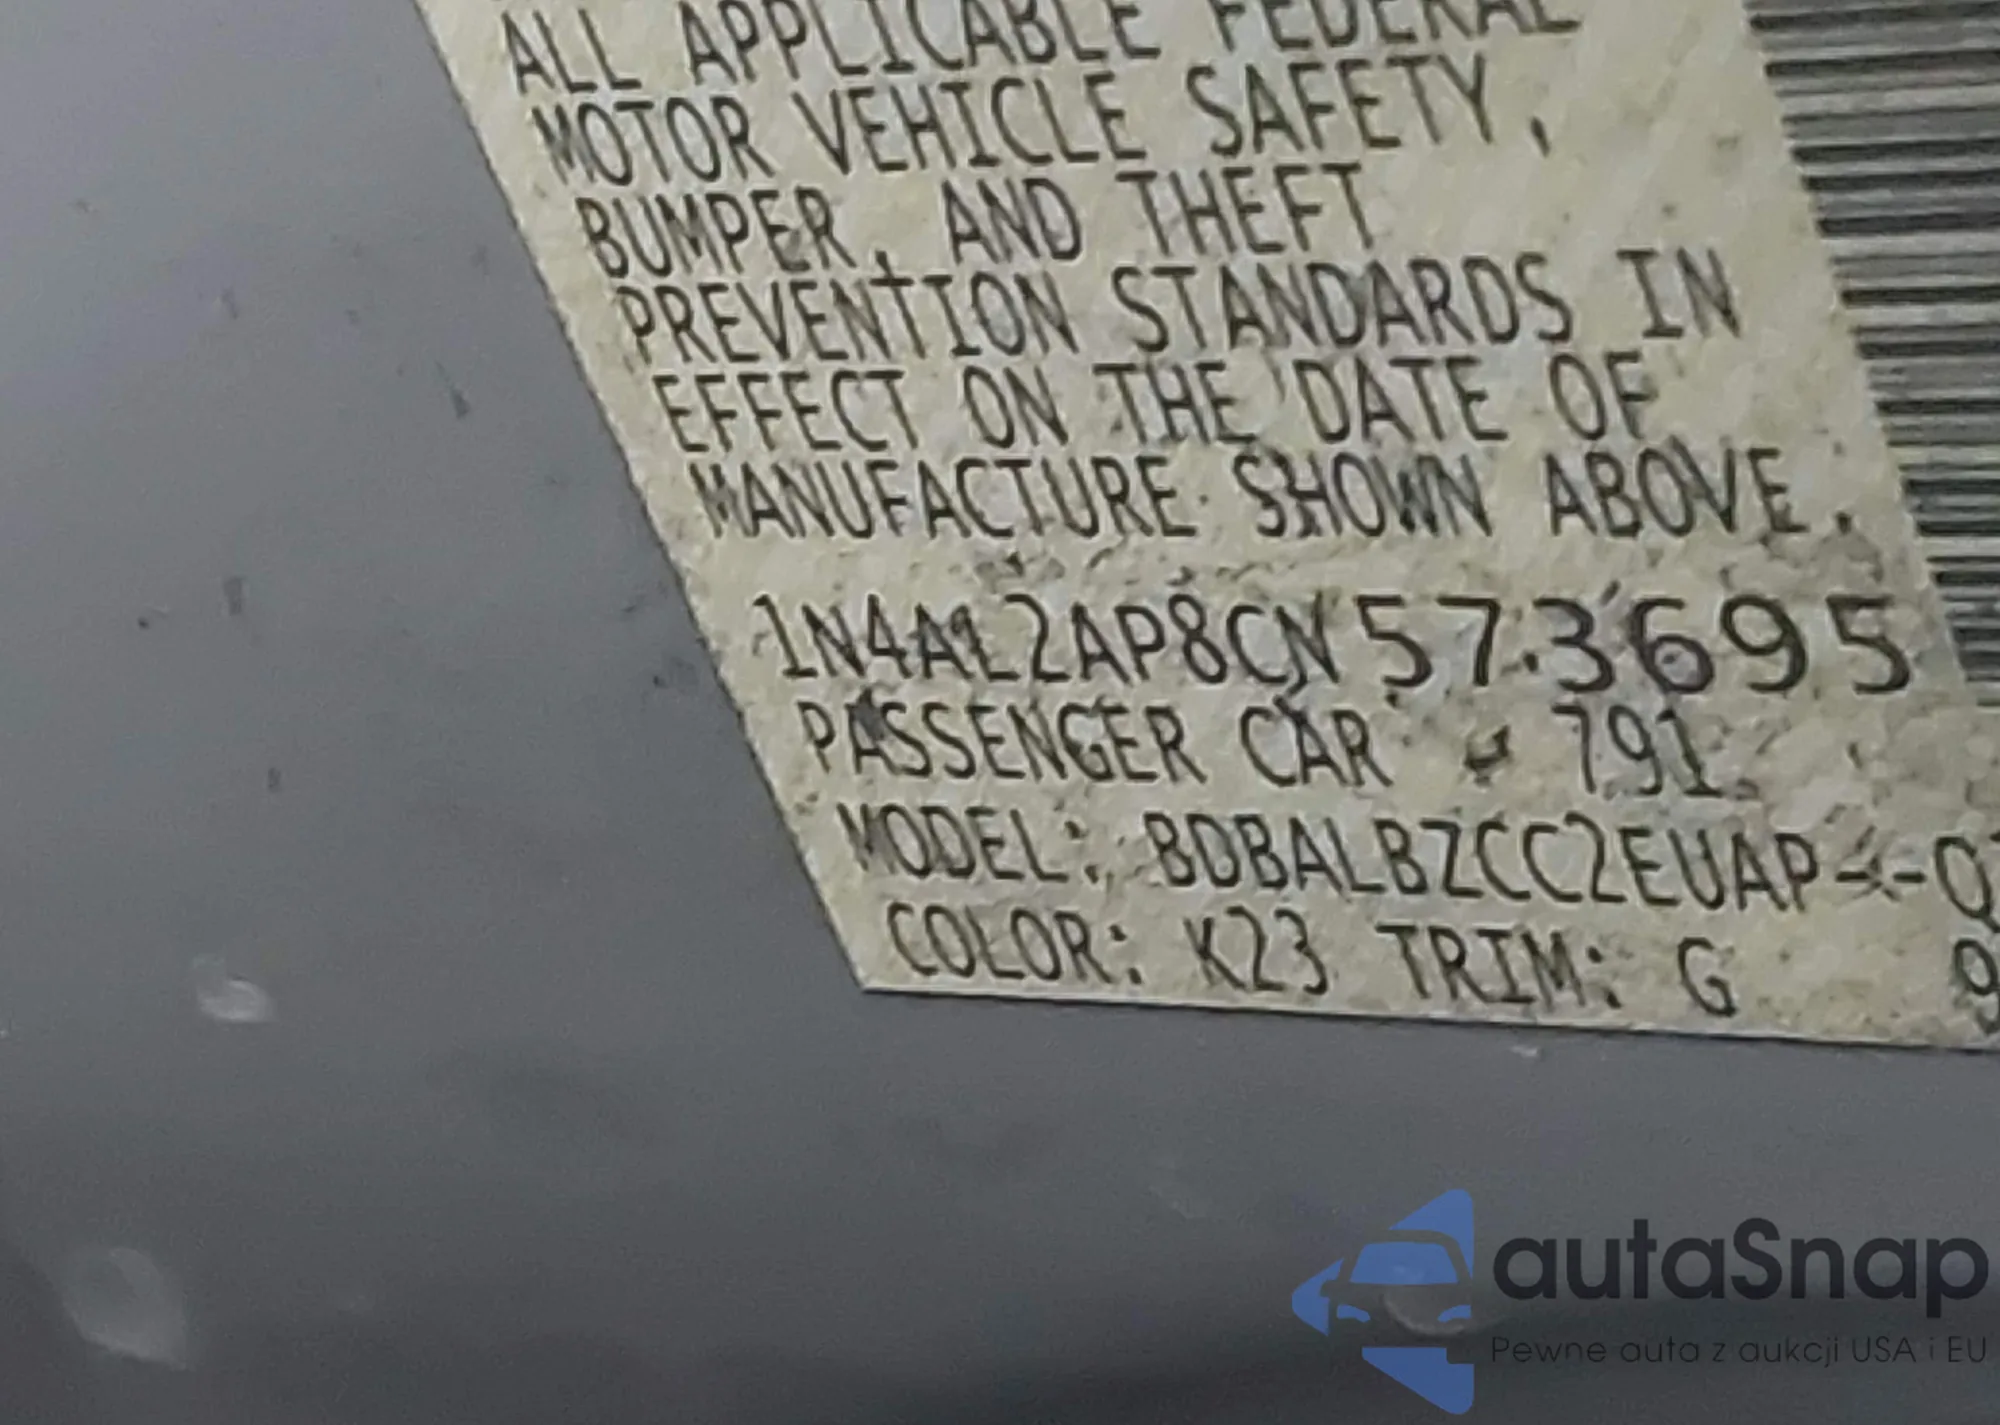 ALL APPLICABLE FEDERAL
MOTOR VEHICLE SAFETY,
BUMPER, AND THEFT
PREVENTION STANDARDS IN
EFFECT ON THE DATE OF
MANUFACTURE SHOWN ABOVE.
1N4AL2AP8CN573695
PASSENGER CAR 791
MODEL: BDBALBZCC2EUAP--Q
COLOR: K23 TRIM: G 9
autaSnap
Pewne auta z aukcji USA i EU